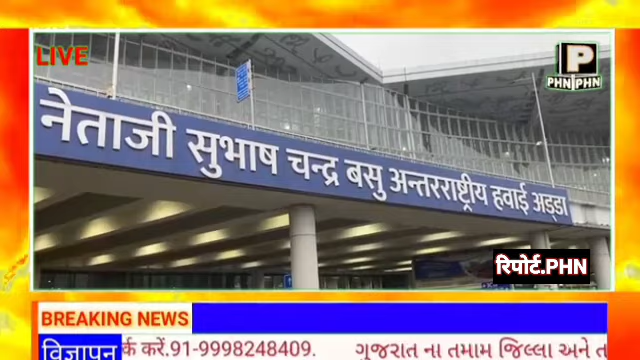 LIVE
P
PHN PHN
नेताजी सुभाष चन्द्र बसु अन्तरराष्ट्रीय हवाई अड्डा
रिपोर्ट.PHN
BREAKING NEWS
विज्ञापन र्क करें.91-9998248409. ગુજરાત ના તમામ જિલ્લા અને